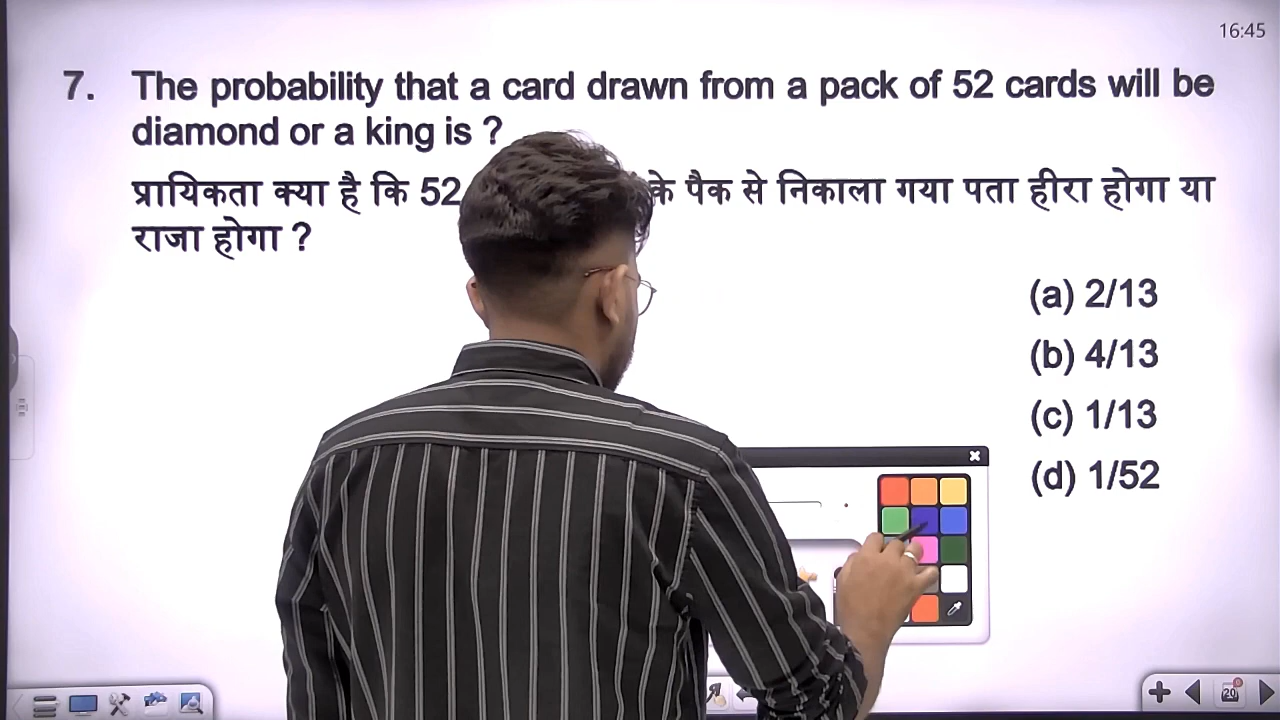 16:45
7. The probability that a card drawn from a pack of 52 cards will be
diamond or a king is ?
प्रायिकता क्या है कि 52 के पैक से निकाला गया पता हीरा होगा या
राजा होगा ?
(a) 2/13
(b) 4/13
(c) 1/13
(d) 1/52
20